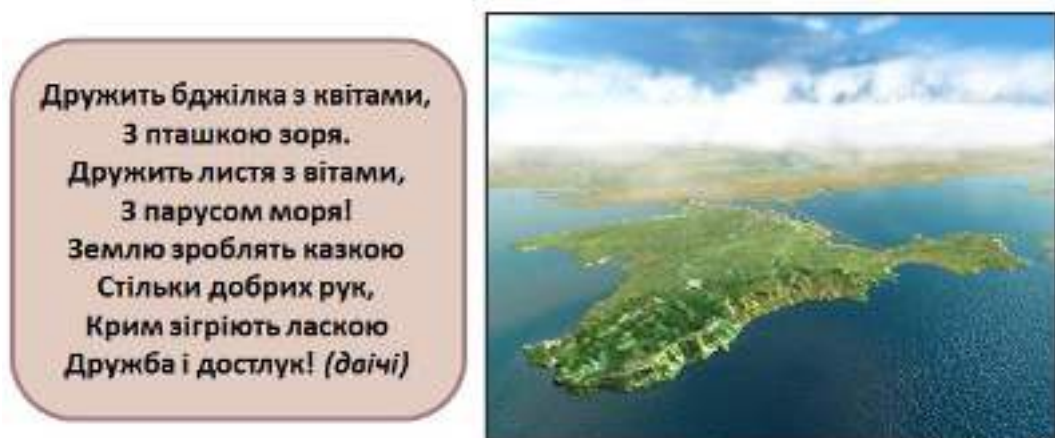 Дружить бджілка з квітами,
З пташкою зоря.
Дружить листя з вітами,
З парусом моря!
Землю зроблять казкою
Стільки добрих рук,
Крим зігріють ласкою
Дружба і достлук! (двічі)